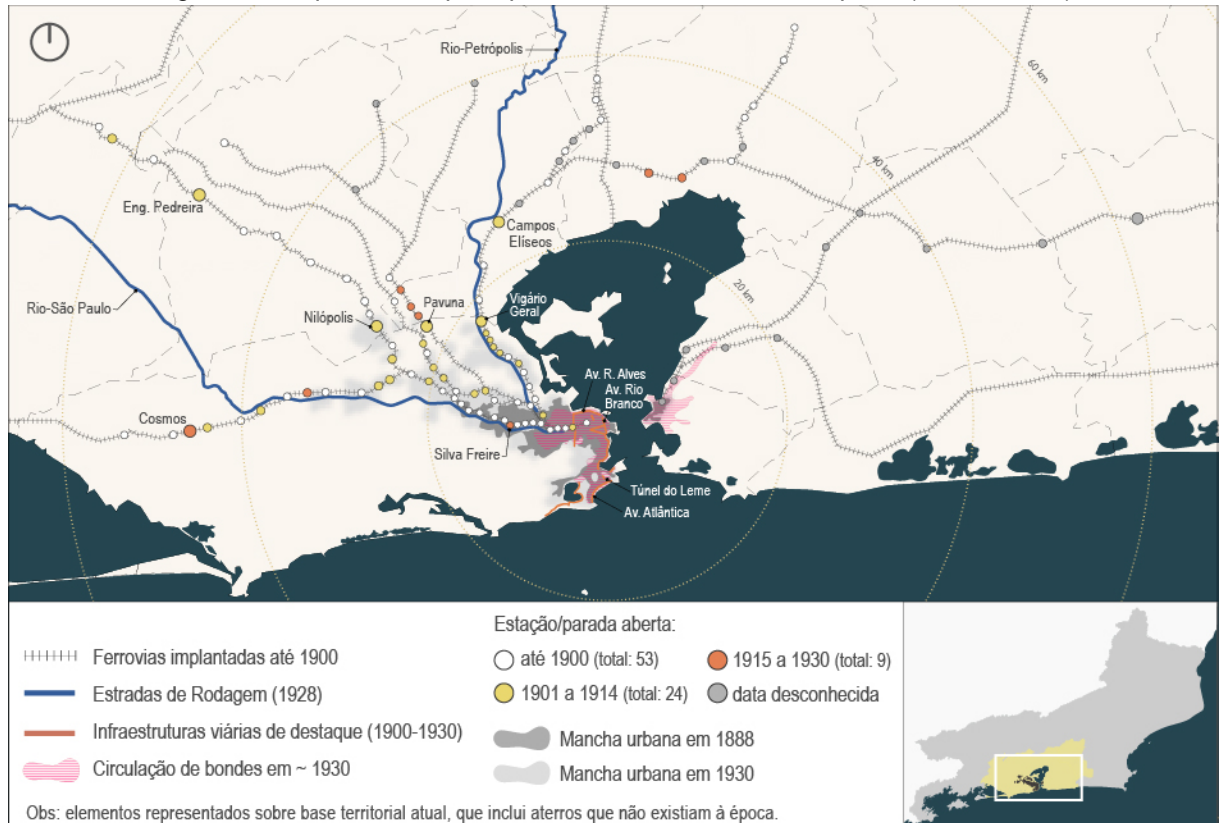 Rio-Petrópolis
60 km
40 km
Eng. Pedreira
Campos
Elíseos
20 km
Rio-São Paulo
Nilópolis
Pavuna
Vigário
Geral
Av. R. Alves
Av. Rio
Branco
Cosmos
Silva Freire
Túnel do Leme
Av. Atlântica
Ferrovias implantadas até 1900
Estradas de Rodagem (1928)
Infraestruturas viárias de destaque (1900-1930)
Circulação de bondes em ~ 1930
Estação/parada aberta:
até 1900 (total: 53)
1915 a 1930 (total: 9)
1901 a 1914 (total: 24)
data desconhecida
Mancha urbana em 1888
Mancha urbana em 1930
Obs: elementos representados sobre base territorial atual, que inclui aterros que não existiam à época.